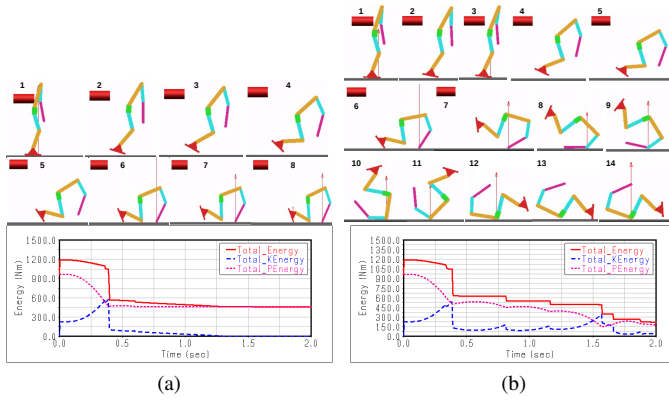 1 2 3 4
5 6 7 8
1500.0
1200.0
900.0
600.0
300.0
0.0
Energy (Nm)
Total_Energy
Total_KEnergy
Total_PEnergy
0.0 0.5 1.0 1.5 2.0
Time (sec)
(a)
1 2 3 4 5
6 7 8 9
10 11 12 13 14
1500.0
1350.0
1200.0
1050.0
900.0
750.0
600.0
450.0
300.0
150.0
0.0
Energy (Nm)
Total_Energy
Total_KEnergy
Total_PEnergy
0.0 0.5 1.0 1.5 2.0
Time (sec)
(b)